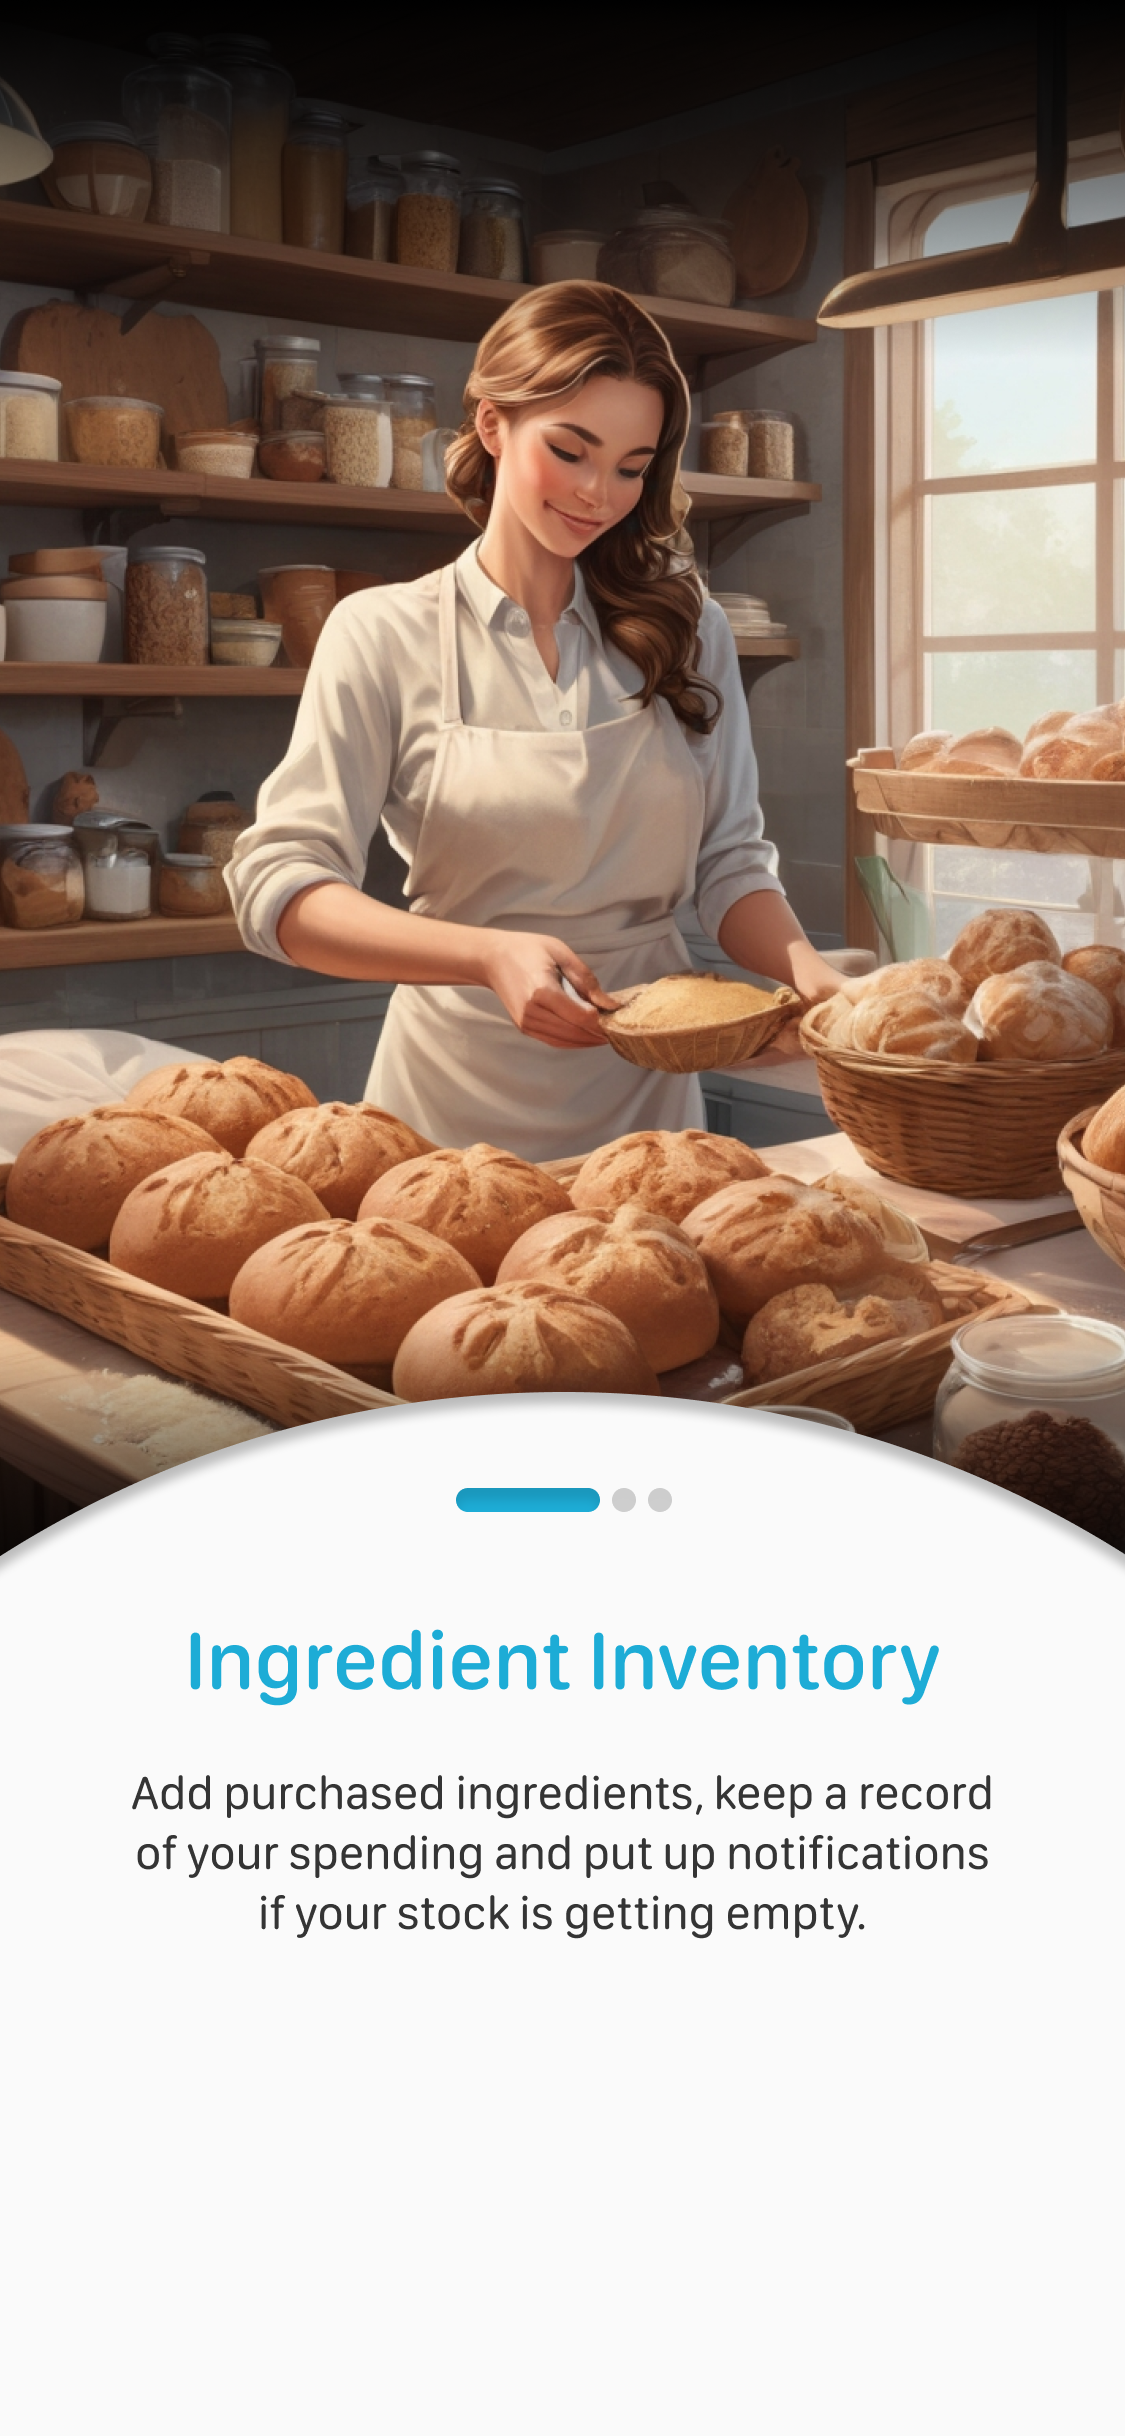 Ingredient Inventory
Add purchased ingredients, keep a record
of your spending and put up notifications
if your stock is getting empty.